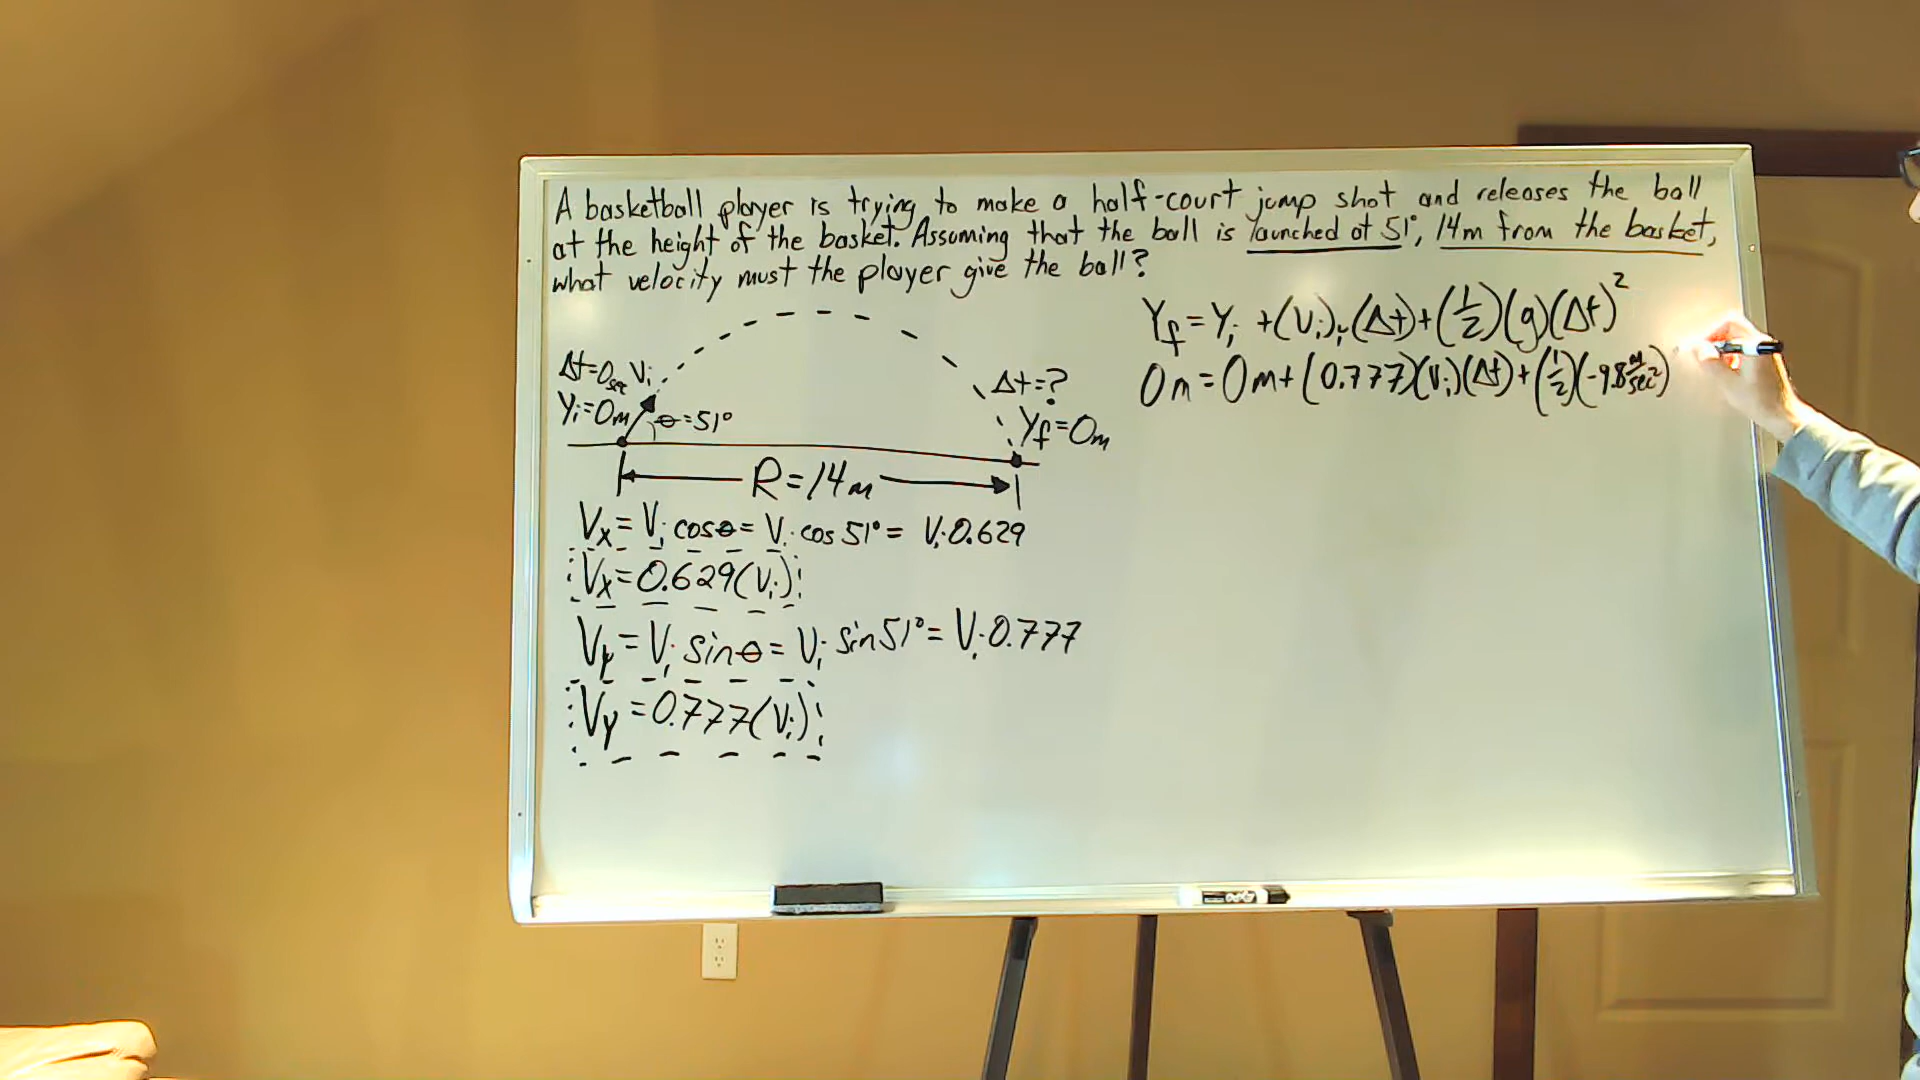 A basketball player is trying to make a half-court jump shot and releases the ball
at the height of the basket. Assuming that the ball is launched at 51°, 14m from the basket,
what velocity must the player give the ball?
Δt=0sec Vi
Yi=0m θ=51°
Δt=?
Yf=0m
R=14m
Vx = Vi cosθ = Vi cos 51° = Vi 0.629
Vx=0.629(Vi)
Vy = Vi sinθ = Vi sin 51° = Vi 0.777
Vy=0.777(Vi)
Yf = Yi + (Vi)y(Δt) + (1/2)(g)(Δt)²
0m = 0m + (0.777)(Vi)(Δt) + (1/2)(-9.8 m/sec²)